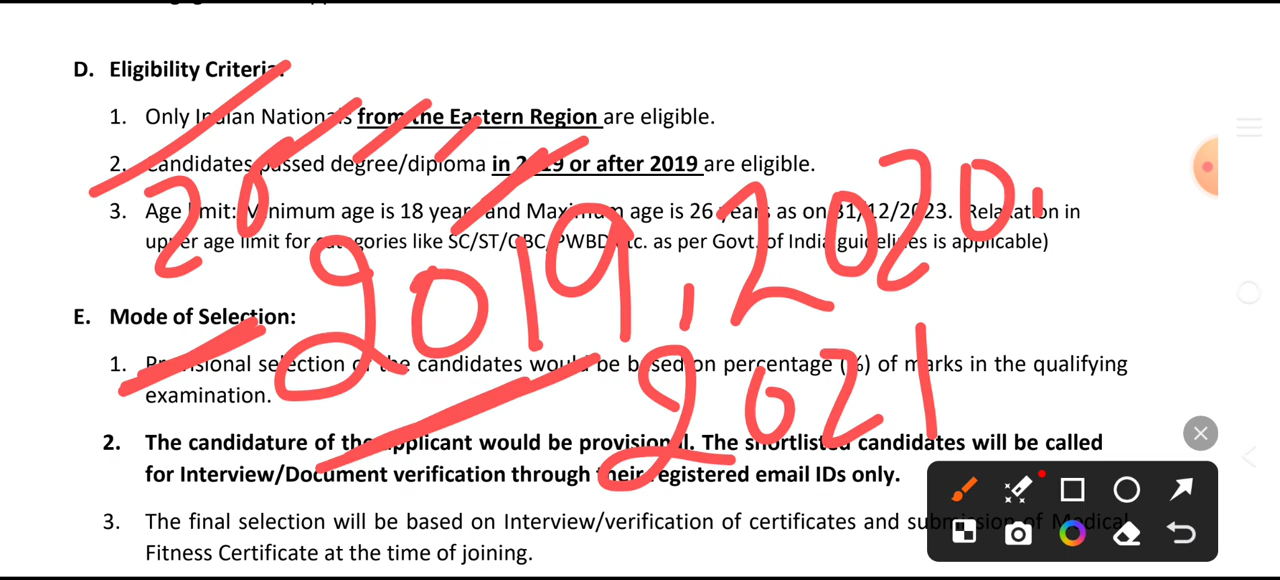 D. Eligibility Criteria:
1. Only Indian Nationals from the Eastern Region are eligible.
2. Candidates passed degree/diploma in 2019 or after 2019 are eligible.
3. Age limit: Minimum age is 18 years and Maximum age is 26 years as on 31/12/2023. (Relaxation in
upper age limit for categories like SC/ST/OBC, PWBD etc. as per Govt. of India guidelines is applicable)
20
2019, 2020,
2021
E. Mode of Selection:
1. Provisional selection of the candidates would be based on percentage (%) of marks in the qualifying
examination.
2. The candidature of the applicant would be provisional. The shortlisted candidates will be called
for Interview/Document verification through their registered email IDs only.
3. The final selection will be based on Interview/verification of certificates and submission of Medical
Fitness Certificate at the time of joining.